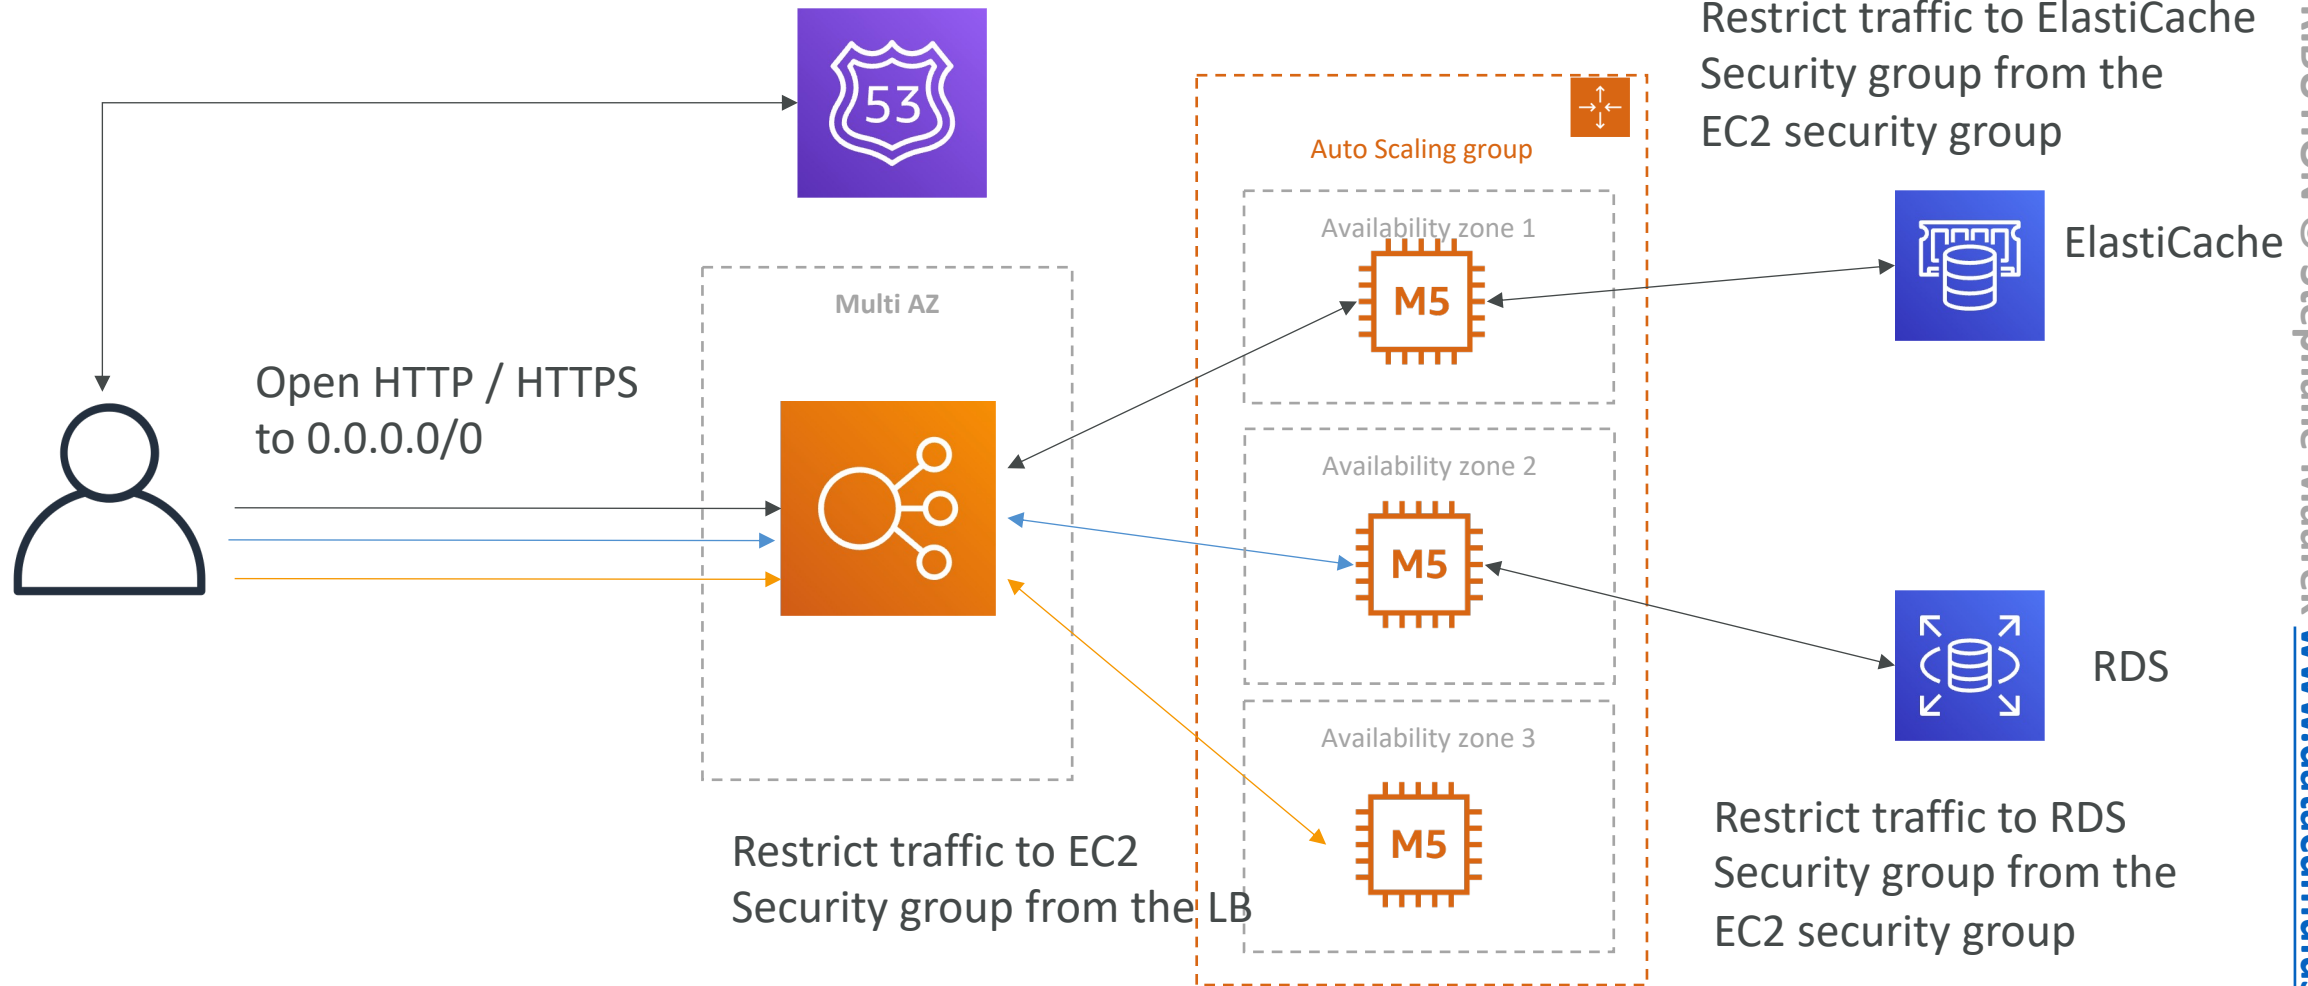 53
Restrict traffic to ElastiCache
Security group from the
EC2 security group
Auto Scaling group
Availability zone 1
M5
ElastiCache
Multi AZ
Open HTTP / HTTPS
to 0.0.0.0/0
Availability zone 2
M5
RDS
Availability zone 3
M5
Restrict traffic to EC2
Security group from the LB
Restrict traffic to RDS
Security group from the
EC2 security group